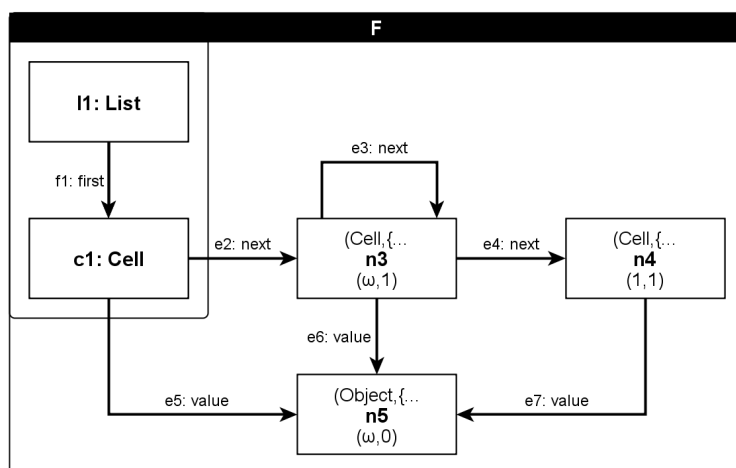 F
l1: List
f1: first
c1: Cell
e2: next
e3: next
(Cell,{...
n3
(ω,1)
e4: next
(Cell,{...
n4
(1,1)
e6: value
e5: value
(Object,{...
n5
(ω,0)
e7: value